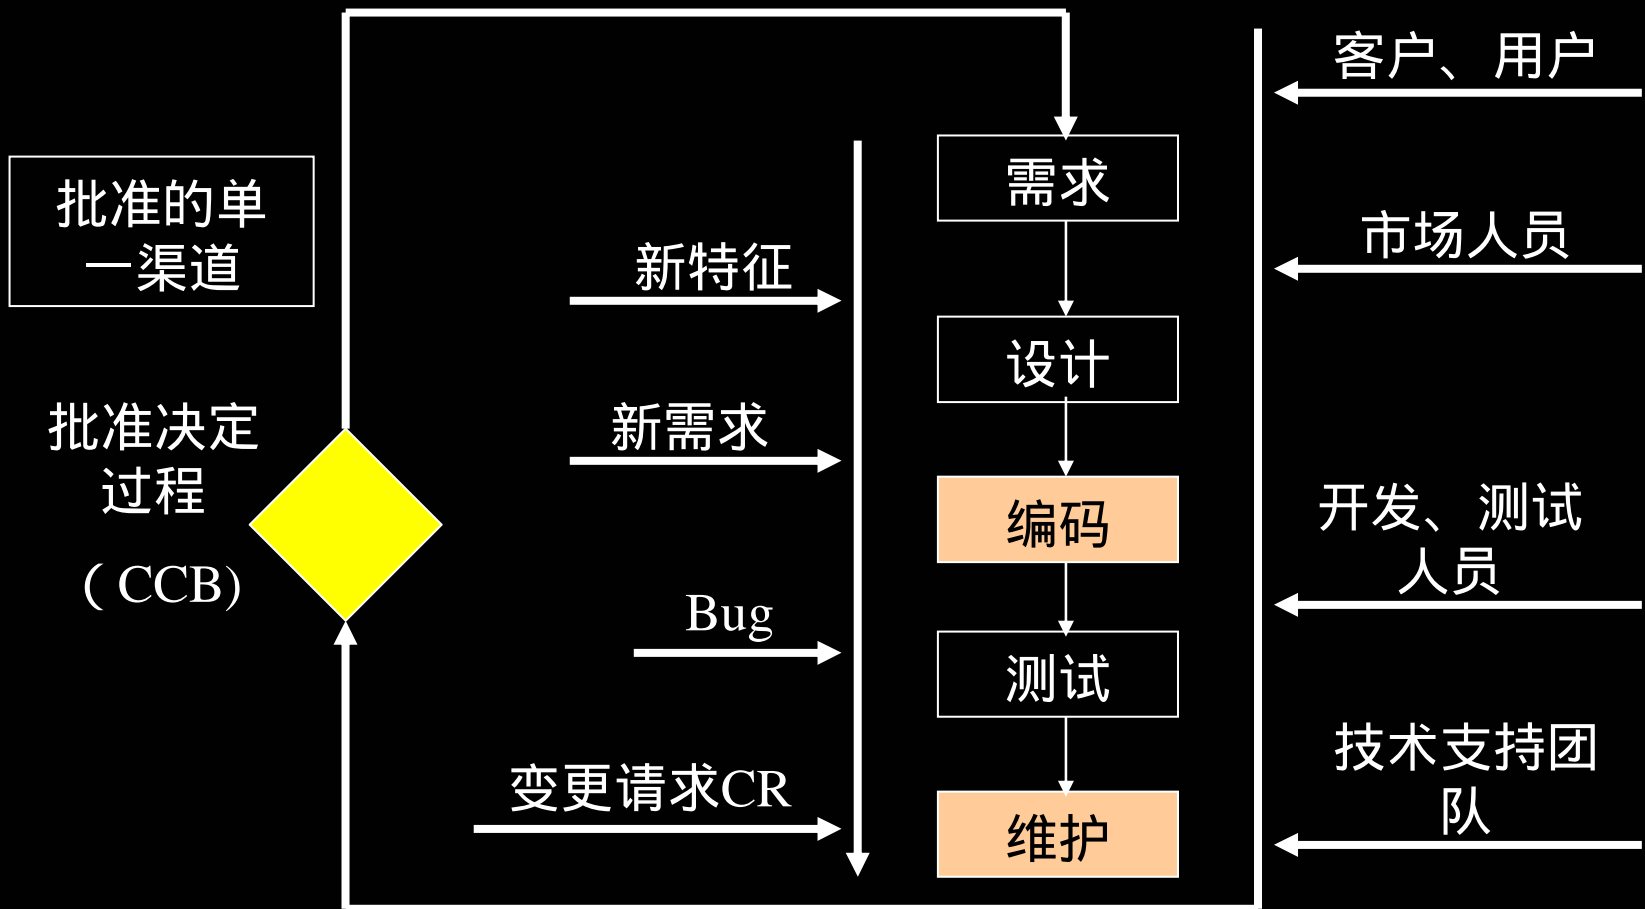 批准的单
一渠道
批准决定
过程
（CCB)
新特征
新需求
Bug
变更请求CR
需求
设计
编码
测试
维护
客户、用户
市场人员
开发、测试
人员
技术支持团
队